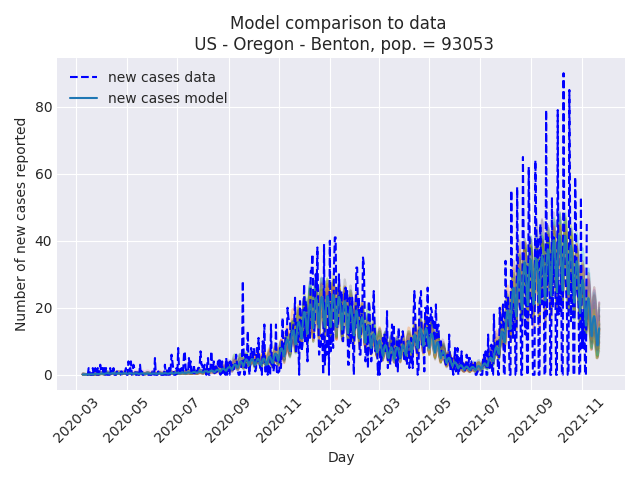 Model comparison to data
US - Oregon - Benton, pop. = 93053
new cases data
new cases model
Number of new cases reported
80
60
40
20
0
2020-03
2020-05
2020-07
2020-09
2020-11
2021-01
2021-03
2021-05
2021-07
2021-09
2021-11
Day